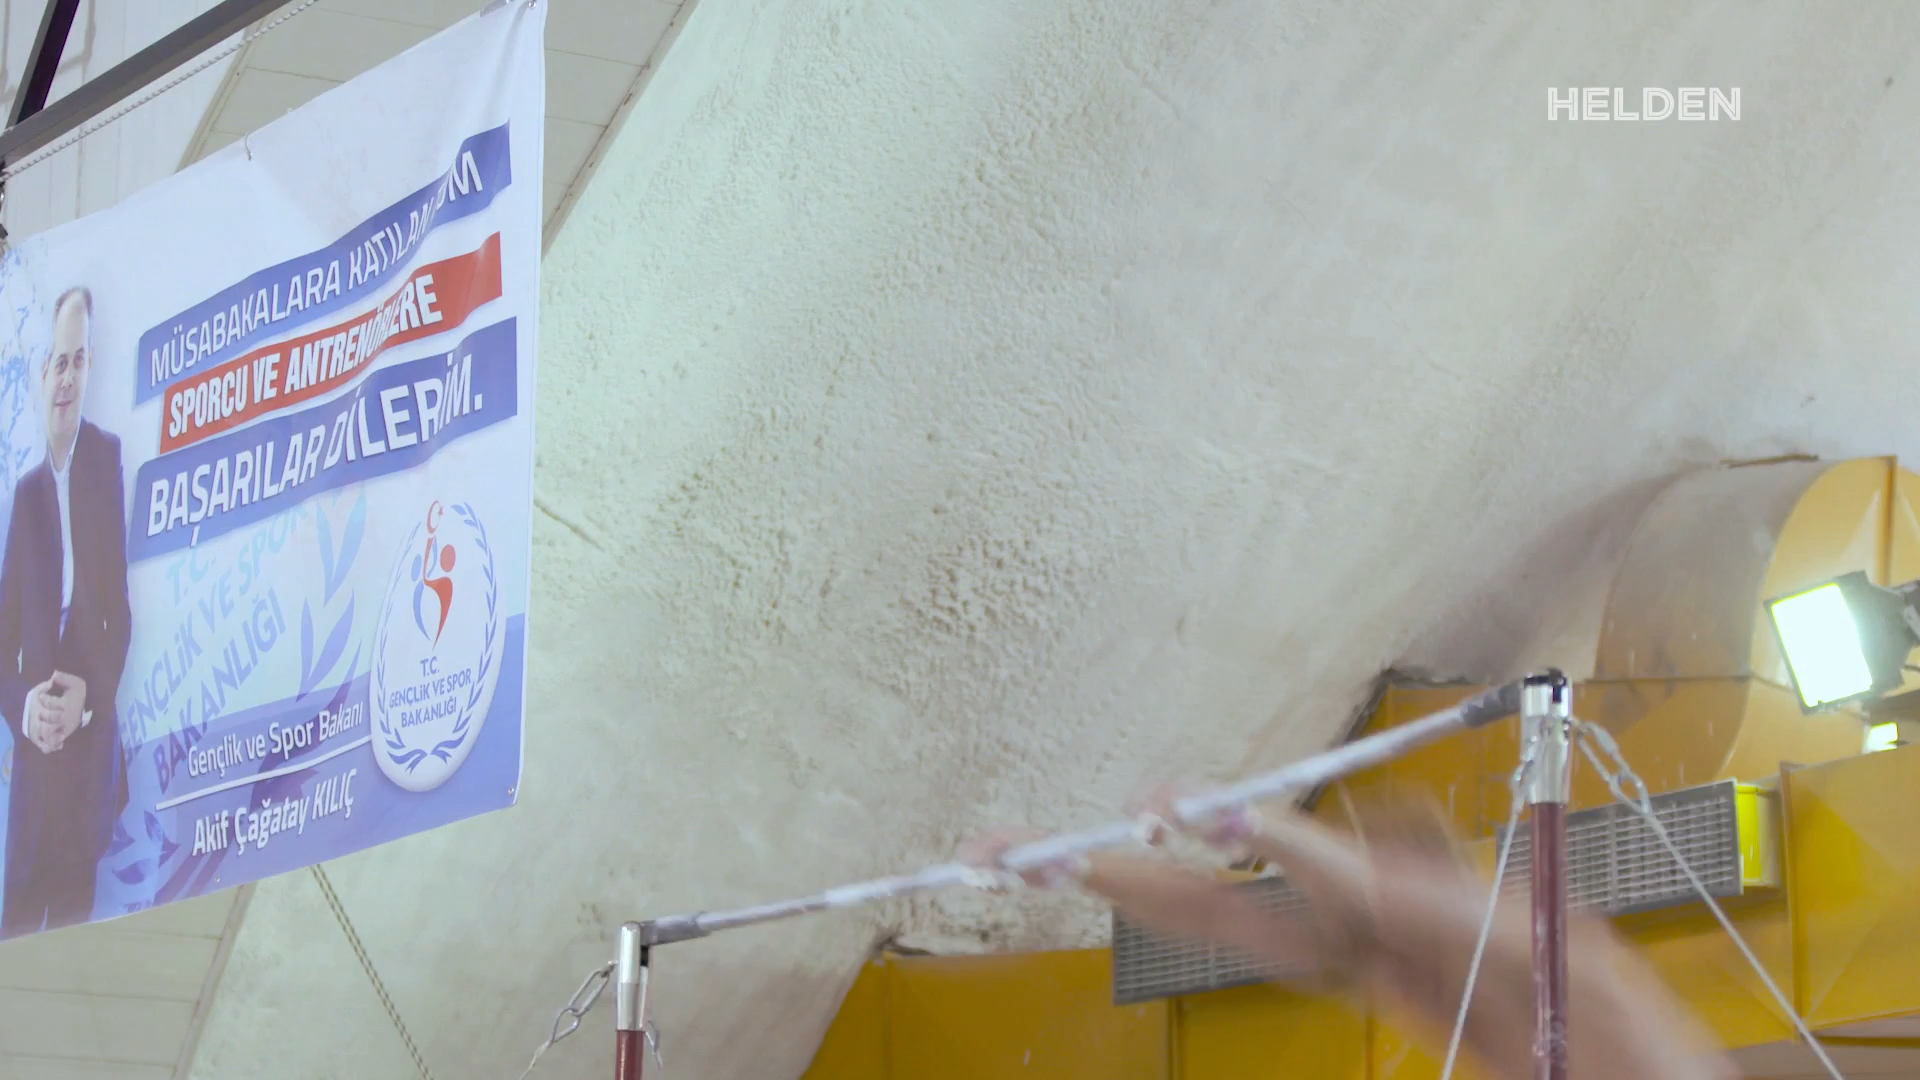 HELDEN
MÜSABAKALARA KATILAN TÜM
SPORCU VE ANTRENÖRLERE
BAŞARILAR DİLERİM.
T.C.
GENÇLİK VE SPOR
BAKANLIĞI
T.C.
GENÇLİK VE SPOR
BAKANLIĞI
Gençlik ve Spor Bakanı
Akif Çağatay KILIÇ